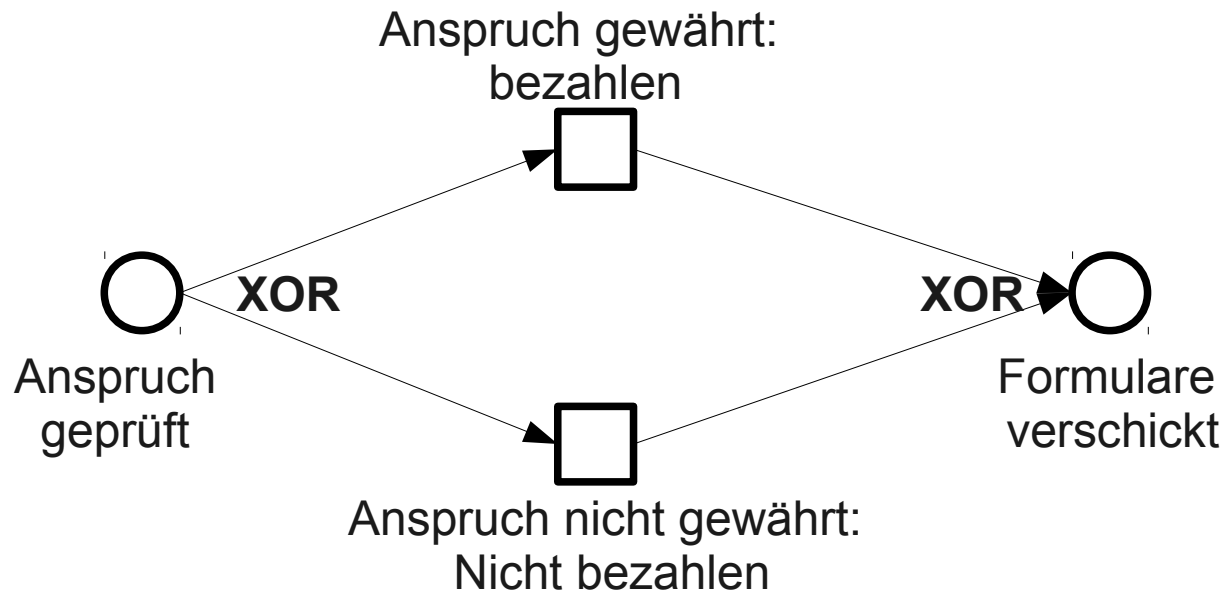 Anspruch gewährt:
bezahlen
XOR
XOR
Anspruch
geprüft
Formulare
verschickt
Anspruch nicht gewährt:
Nicht bezahlen